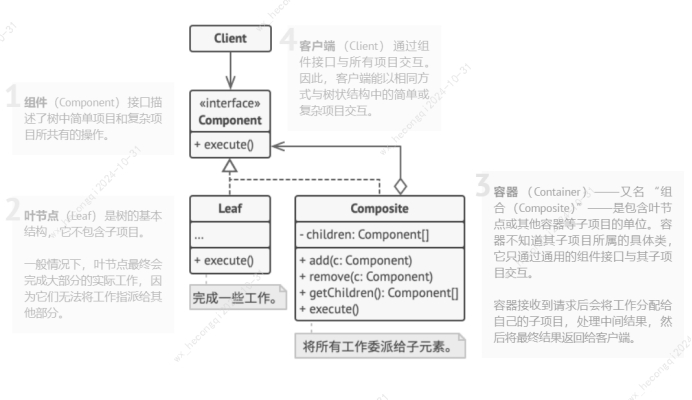 Client
4 客户端 （Client） 通过组
件接口与所有项目交互。
因此， 客户端能以相同方
式与树状结构中的简单或
复杂项目交互。
1 组件 （Component） 接口描
述了树中简单项目和复杂项
目所共有的操作。
«interface»
Component
+ execute()
2 叶节点 （Leaf） 是树的基本
结构， 它不包含子项目。
一般情况下， 叶节点最终会
完成大部分的实际工作， 因
为它们无法将工作指派给其
他部分。
Leaf
...
+ execute()
完成一些工作。
Composite
- children: Component[]
+ add(c: Component)
+ remove(c: Component)
+ getChildren(): Component[]
+ execute()
将所有工作委派给子元素。
3 容器 （Container）——又名 “组
合 （Composite）”——是包含叶节
点或其他容器等子项目的单位。 容
器不知道其子项目所属的具体类，
它只通过通用的组件接口与其子项
目交互。
容器接收到请求后会将工作分配给
自己的子项目， 处理中间结果， 然
后将最终结果返回给客户端。
wx_hecongqi2024-10-31